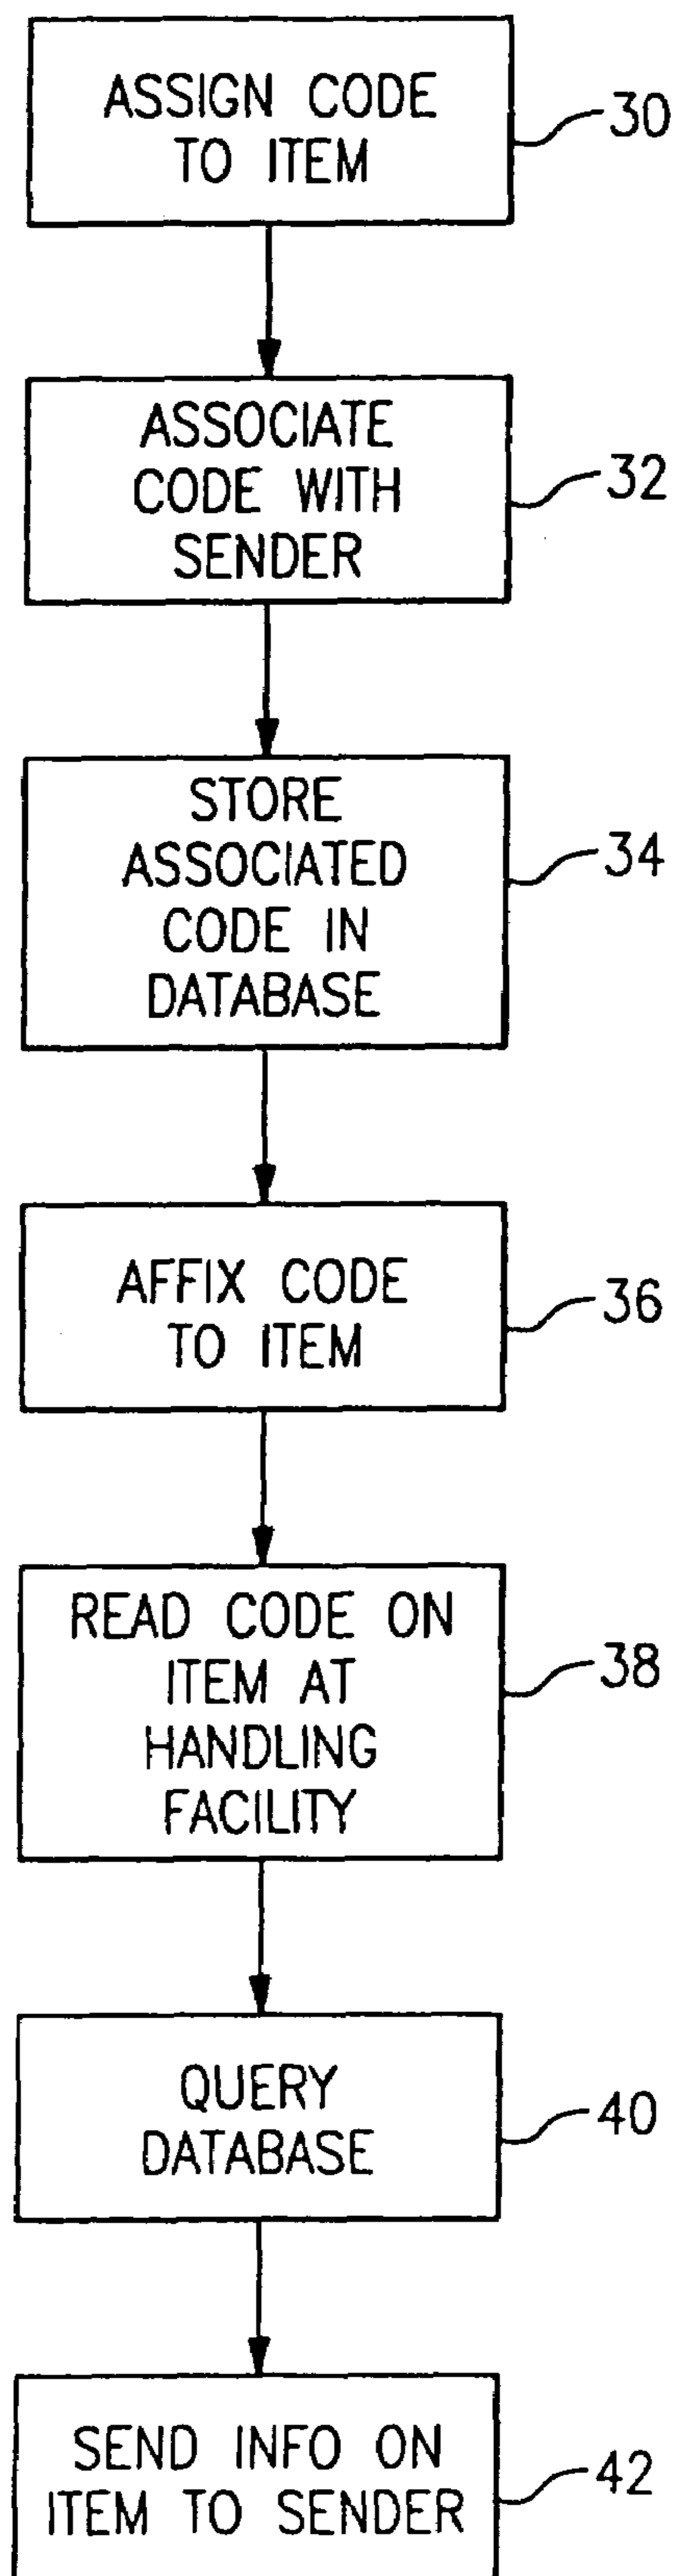 ASSIGN CODE
TO ITEM
30
ASSOCIATE
CODE WITH
SENDER
32
STORE
ASSOCIATED
CODE IN
DATABASE
34
AFFIX CODE
TO ITEM
36
READ CODE ON
ITEM AT
HANDLING
FACILITY
38
QUERY
DATABASE
40
SEND INFO ON
ITEM TO SENDER
42